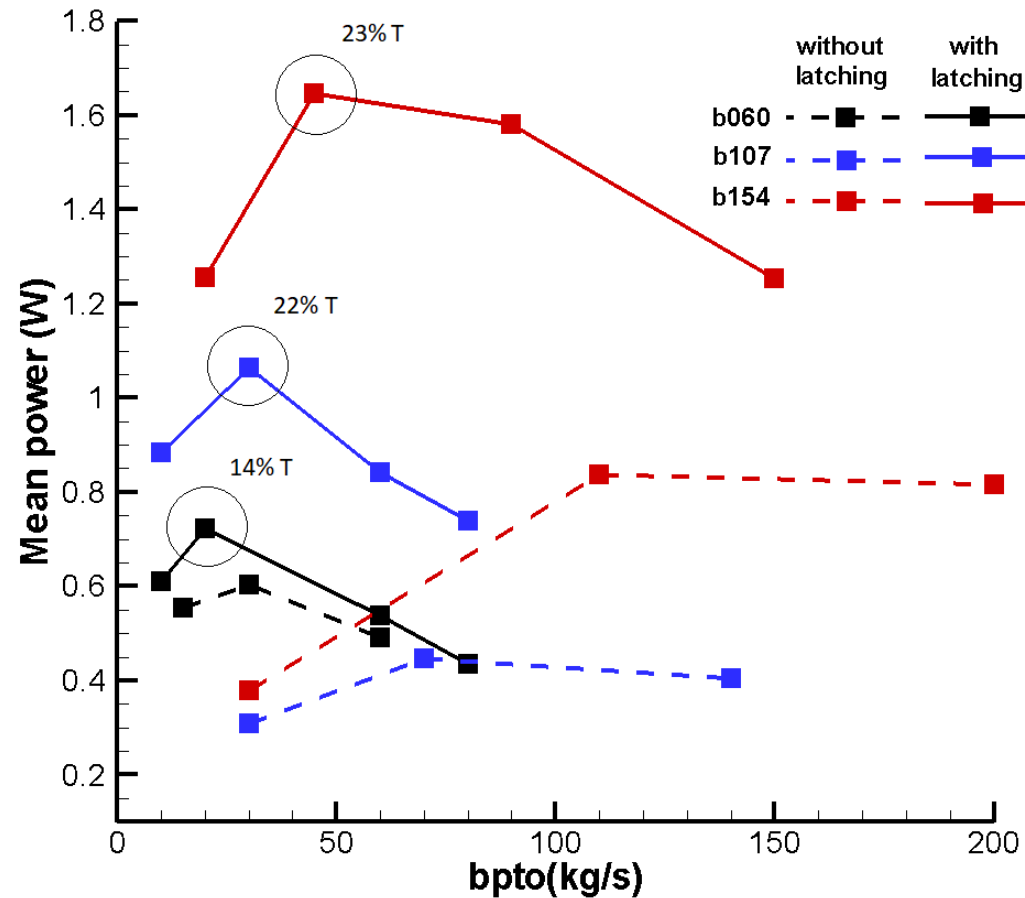 23% T
22% T
14% T
without
latching
with
latching
b060
b107
b154
1.8
1.6
1.4
1.2
1
0.8
0.6
0.4
0.2
Mean power (W)
0
50
100
150
200
bpto(kg/s)